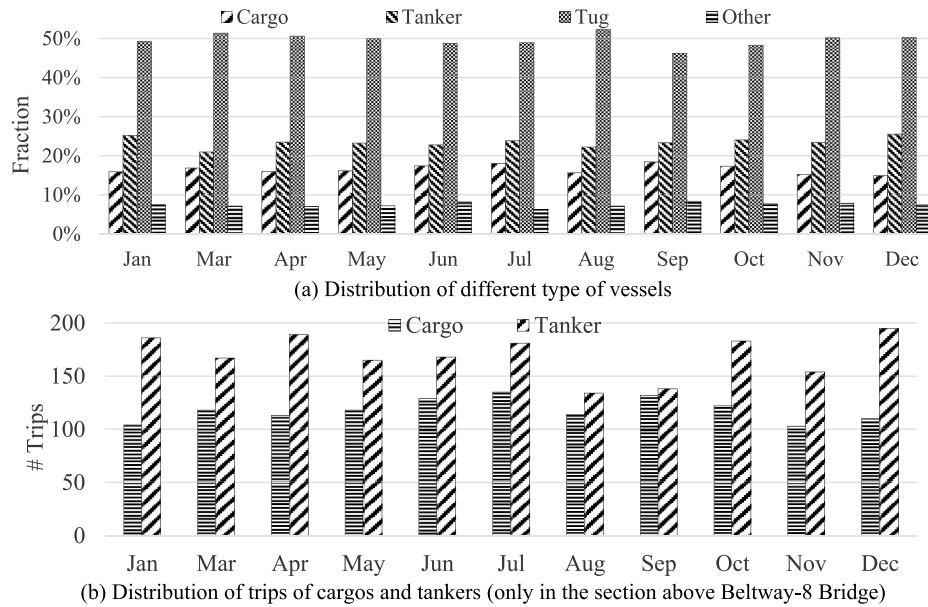 Cargo Tanker Tug Other
50%
40%
30%
20%
10%
0%
Fraction
Jan Mar Apr May Jun Jul Aug Sep Oct Nov Dec
(a) Distribution of different type of vessels
Cargo Tanker
200
150
100
50
0
# Trips
Jan Mar Apr May Jun Jul Aug Sep Oct Nov Dec
(b) Distribution of trips of cargos and tankers (only in the section above Beltway-8 Bridge)